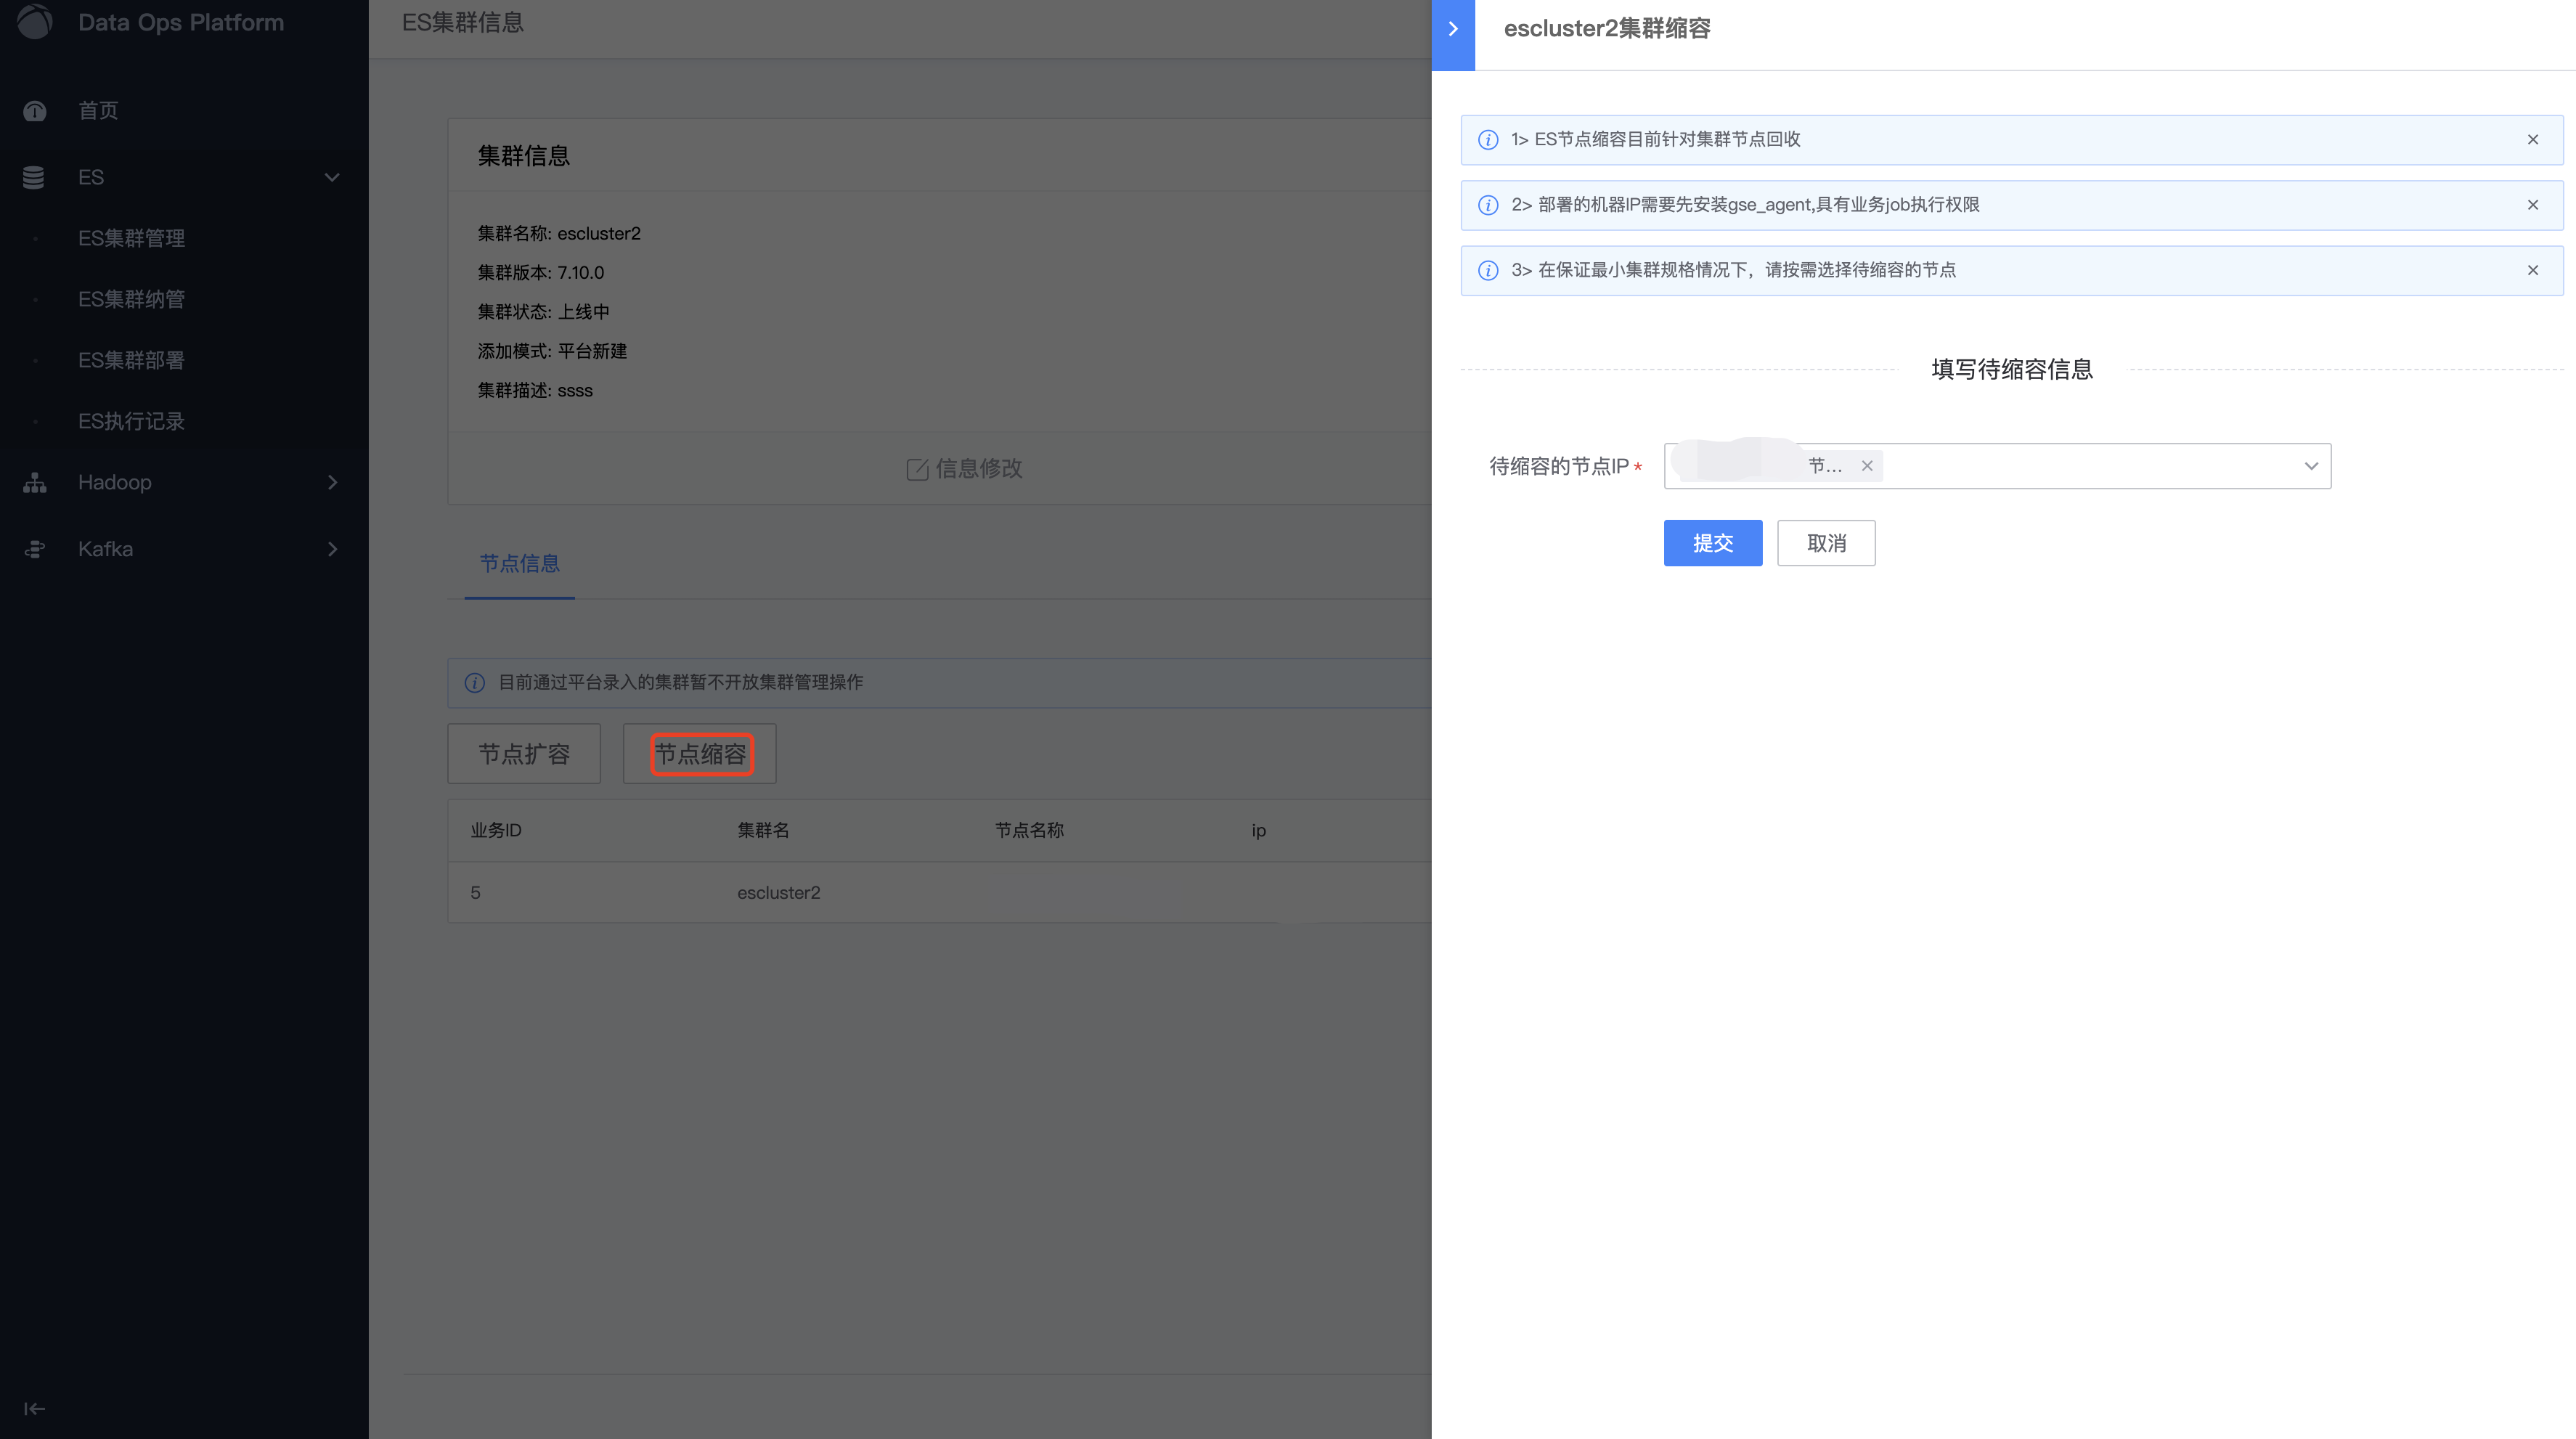 Data Ops Platform
首页
ES
ES集群管理
ES集群纳管
ES集群部署
ES执行记录
Hadoop
Kafka
ES集群信息
集群信息
集群名称: escluster2
集群版本: 7.10.0
集群状态: 上线中
添加模式: 平台新建
集群描述: ssss
信息修改
节点信息
目前通过平台录入的集群暂不开放集群管理操作
节点扩容 节点缩容
业务ID 集群名 节点名称 ip
5 escluster2
escluster2集群缩容
1> ES节点缩容目前针对集群节点回收
2> 部署的机器IP需要先安装gse_agent,具有业务job执行权限
3> 在保证最小集群规格情况下，请按需选择待缩容的节点
填写待缩容信息
待缩容的节点IP* 节...
提交 取消